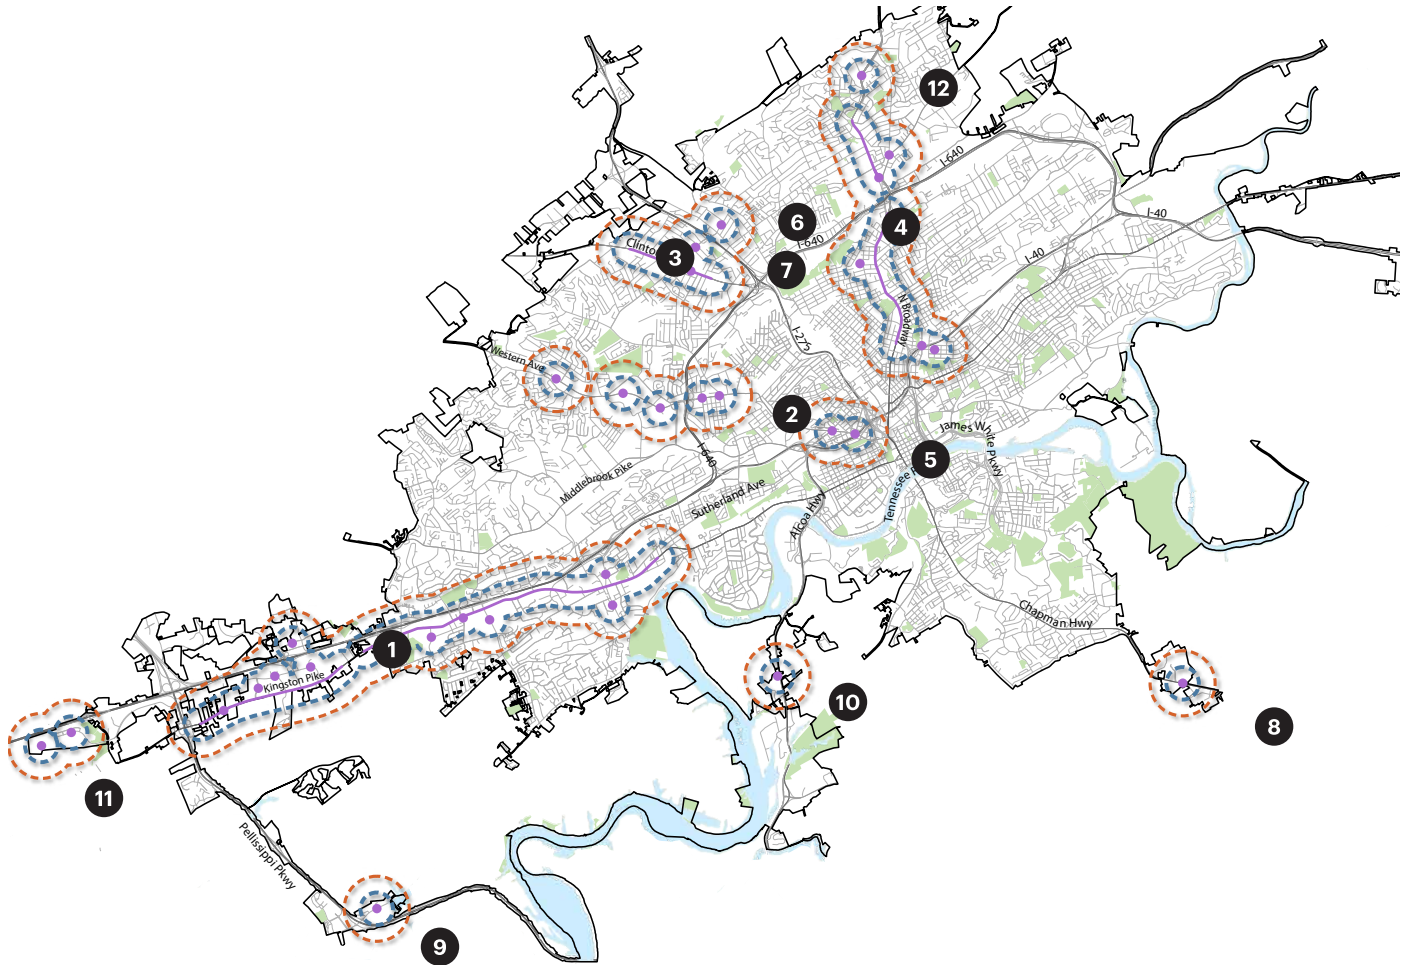 12
I-640
I-40
6
4
I-640
Clinto
3
7
I-40
N Broadway
I-275
Western Ave
2
James White Pkwy
5
I-640
Middlebrook Pike
Sutherland Ave
Alcoa Hwy
Tennessee R
Chapman Hwy
1
Kingston Pike
8
10
11
Pellissippi Pkwy
9